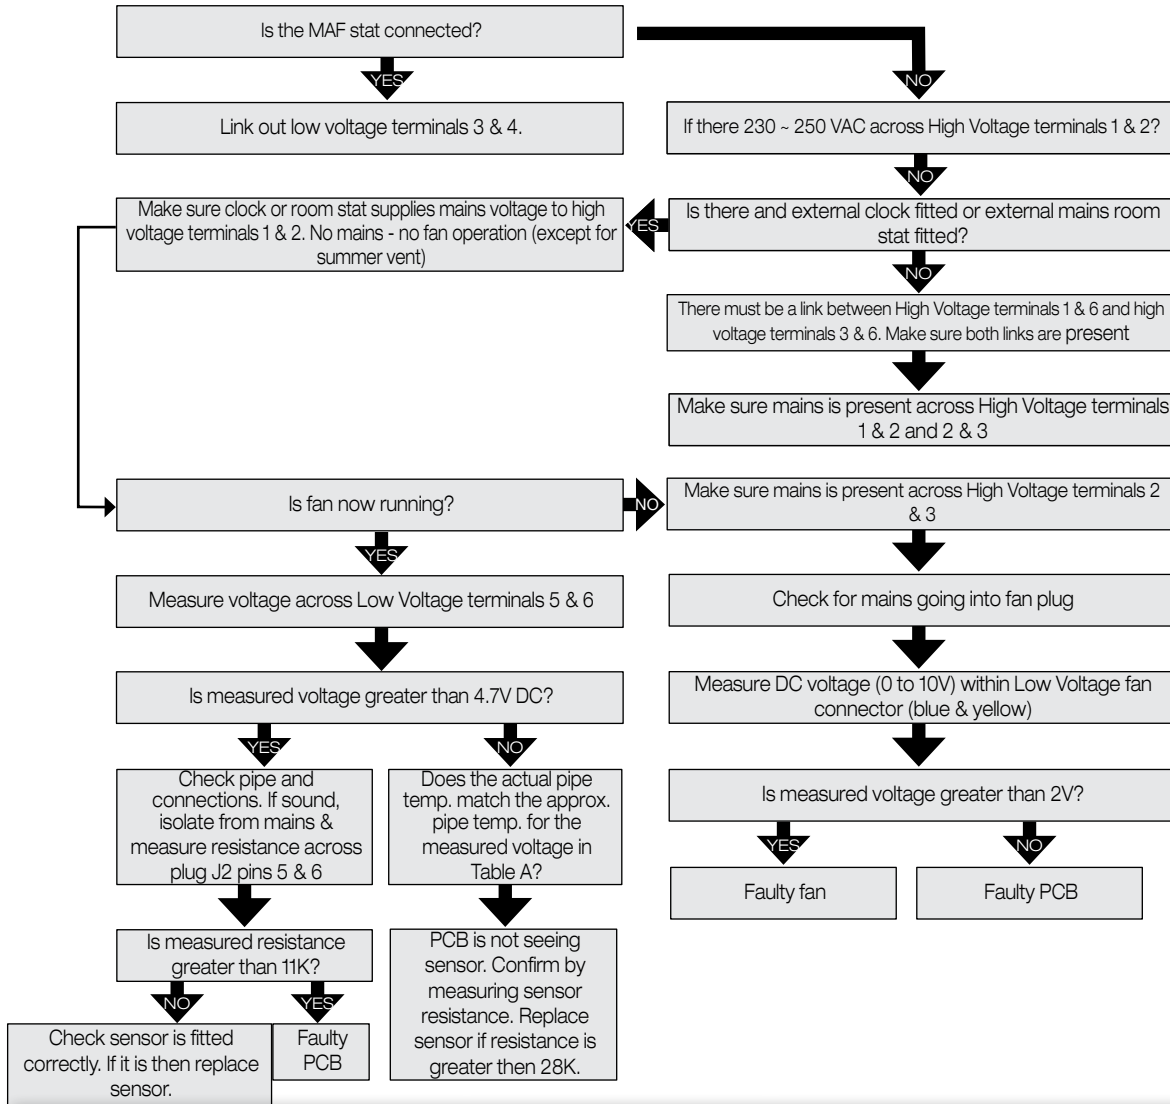 Is the MAF stat connected?
YES
NO
Link out low voltage terminals 3 & 4.
If there 230 ~ 250 VAC across High Voltage terminals 1 & 2?
NO
Make sure clock or room stat supplies mains voltage to high
voltage terminals 1 & 2. No mains - no fan operation (except for
summer vent)
YES
Is there and external clock fitted or external mains room
stat fitted?
NO
There must be a link between High Voltage terminals 1 & 6 and high
voltage terminals 3 & 6. Make sure both links are present
Make sure mains is present across High Voltage terminals
1 & 2 and 2 & 3
Is fan now running?
NO
Make sure mains is present across High Voltage terminals 2
& 3
YES
Measure voltage across Low Voltage terminals 5 & 6
Check for mains going into fan plug
Is measured voltage greater than 4.7V DC?
Measure DC voltage (0 to 10V) within Low Voltage fan
connector (blue & yellow)
YES
NO
Check pipe and
connections. If sound,
isolate from mains &
measure resistance across
plug J2 pins 5 & 6
Does the actual pipe
temp. match the approx.
pipe temp. for the
measured voltage in
Table A?
Is measured voltage greater than 2V?
YES
NO
Faulty fan
Faulty PCB
Is measured resistance
greater than 11K?
PCB is not seeing
sensor. Confirm by
measuring sensor
resistance. Replace
sensor if resistance is
greater then 28K.
NO
YES
Check sensor is fitted
correctly. If it is then replace
sensor.
Faulty
PCB